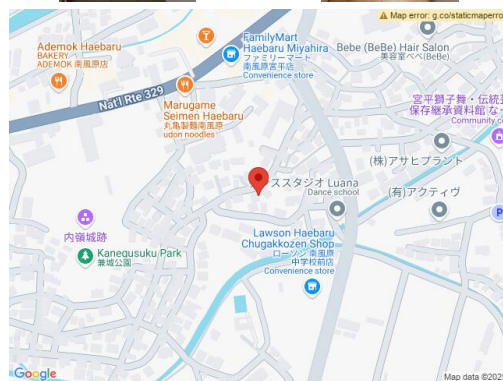 Map error: g.co/staticmaperro
Ademok Haebaru
BAKERY
ADEMOK 南風原店
FamilyMart
Haebaru Miyahira
ファミリーマート
南風原宮平店
Convenience store
Bebe (BeBe) Hair Salon
美容室べべ(BeBe)
Nat'l Rte 329
Marugame
Seimen Haebaru
丸亀製麺南風原
udon noodles
宮平獅子舞・伝統芸
保存継承資料館 な
Community c
(株)アサヒプラント
ススタジオ Luana
Dance school
(有)アクティヴ
P
内嶺城跡
Kanegusuku Park
兼城公園
Lawson Haebaru
Chugakkozen Shop
ローソン 南風原
中学校前店
Convenience store
Google
Map data ©202